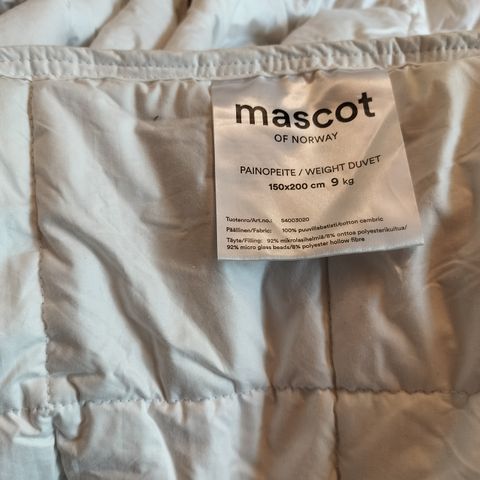 mascot
OF NORWAY
PAINOPEITE / WEIGHT DUVET
150x200 cm 9 kg
Tuotenro/Art.no.: 54003020
Päällinen/Fabric: 100% puuvillabatisti/cotton cambric
Täyte/Filling: 92% mikrolasihelmiä/8% onttoa polyesterikuitua/
92% micro glass beads/8% polyester hollow fibre